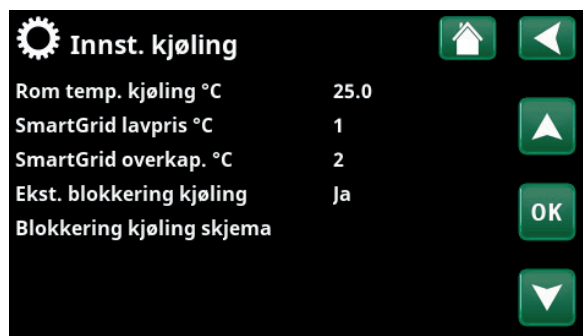 Innst. kjøling
Rom temp. kjøling °C 25.0
SmartGrid lavpris °C 1
SmartGrid overkap. °C 2
Ekst. blokkering kjøling Ja
Blokkering kjøling skjema
OK